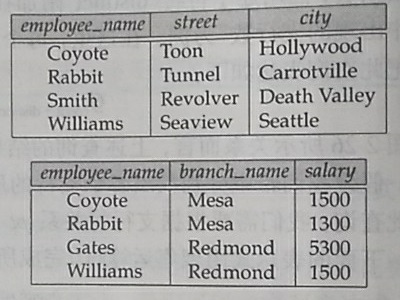 employee_name street city
Coyote Toon Hollywood
Rabbit Tunnel Carrotville
Smith Revolver Death Valley
Williams Seaview Seattle
employee_name branch_name salary
Coyote Mesa 1500
Rabbit Mesa 1300
Gates Redmond 5300
Williams Redmond 1500